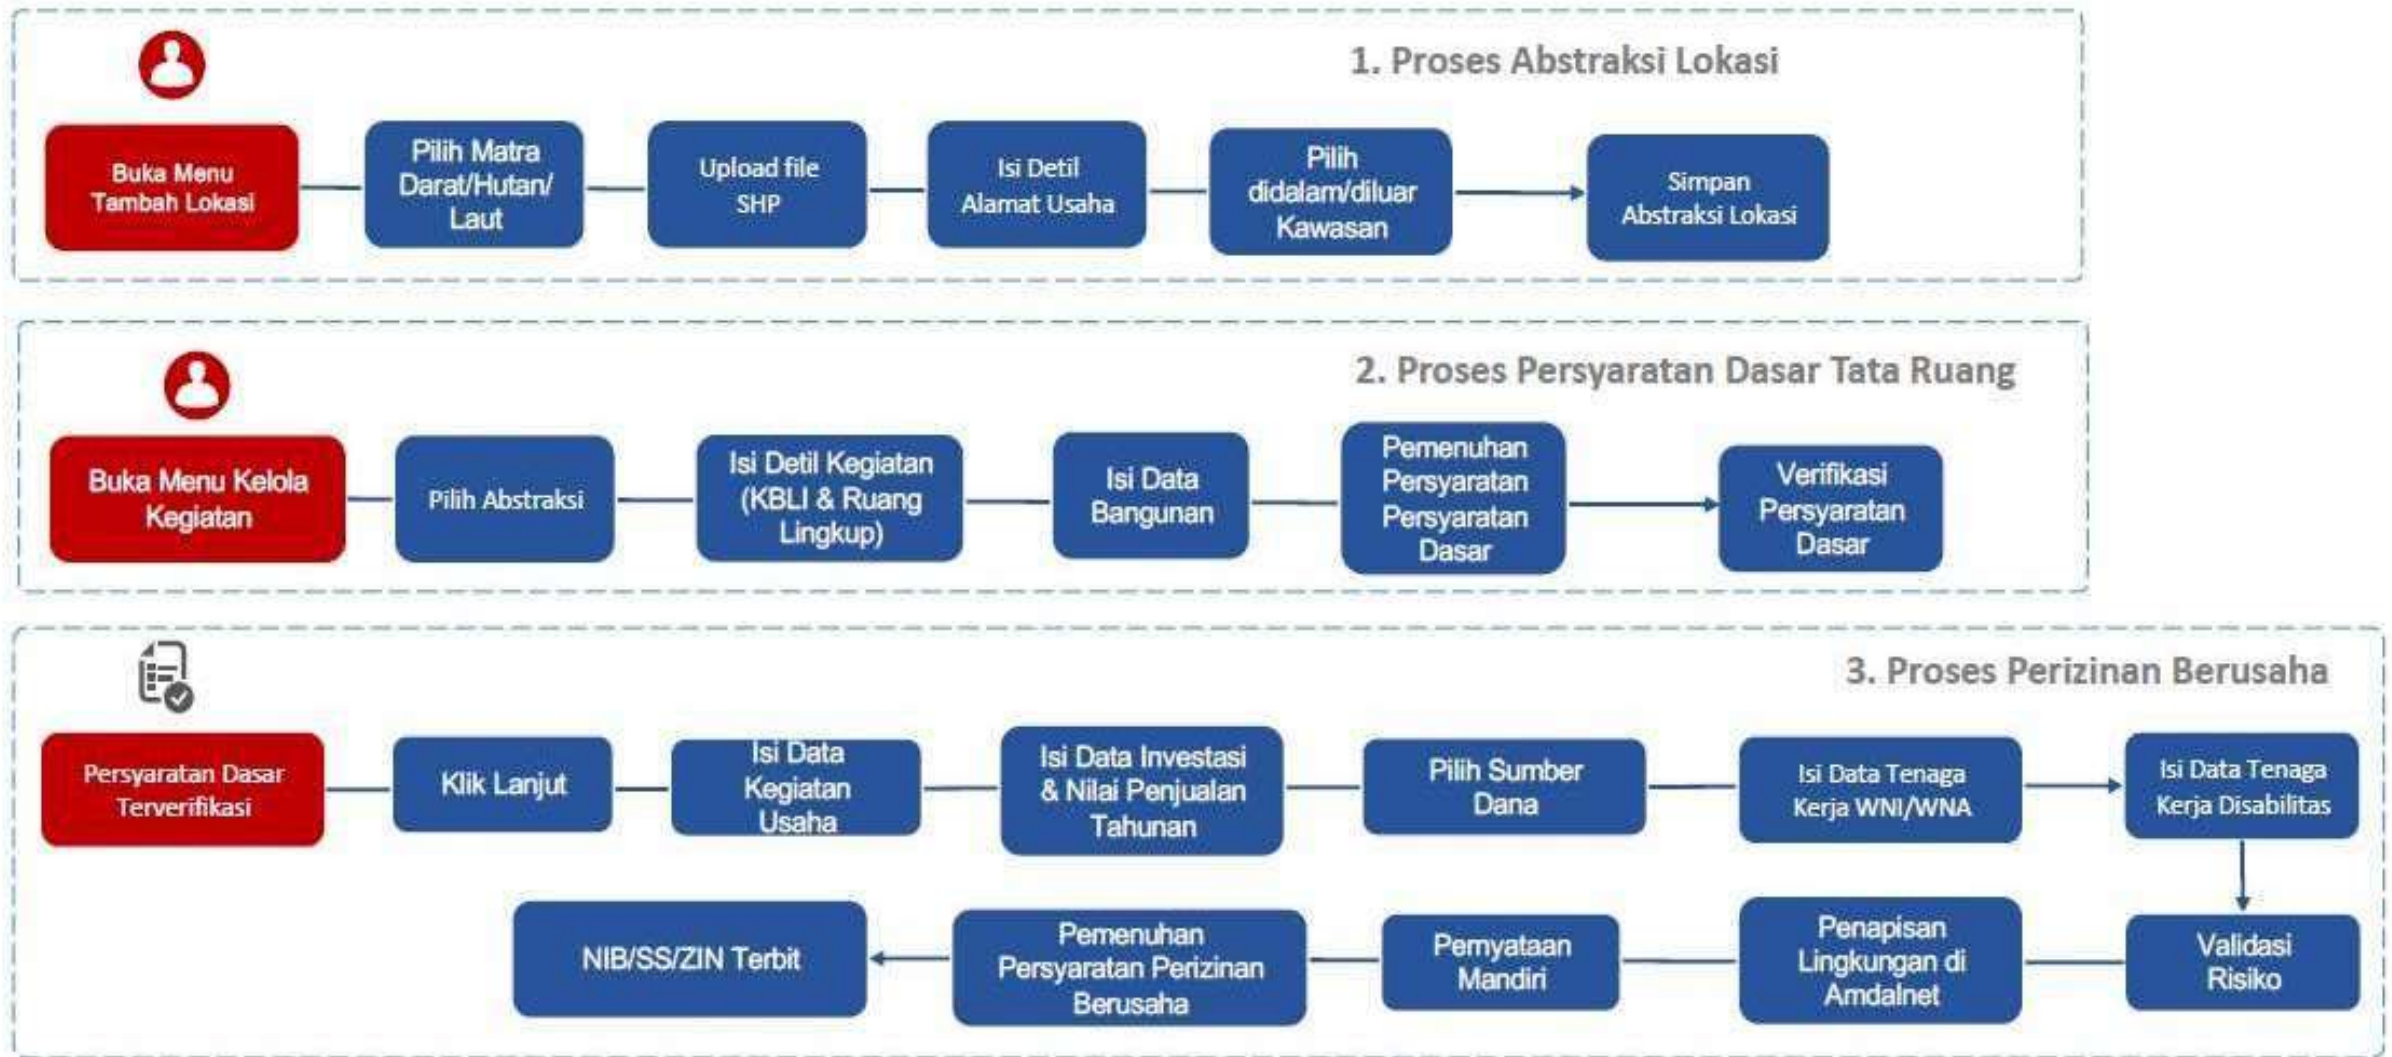 1. Proses Abstraksi Lokasi
Buka Menu
Tambah Lokasi
Pilih Matra
Darat/Hutan/
Laut
Upload file
SHP
Isi Detil
Alamat Usaha
Pilih
didalam/diluar
Kawasan
Simpan
Abstraksi Lokasi
2. Proses Persyaratan Dasar Tata Ruang
Buka Menu Kelola
Kegiatan
Pilih Abstraksi
Isi Detil Kegiatan
(KBLI & Ruang
Lingkup)
Isi Data
Bangunan
Pemenuhan
Persyaratan
Persyaratan
Dasar
Verifikasi
Persyaratan
Dasar
3. Proses Perizinan Berusaha
Persyaratan Dasar
Terverifikasi
Klik Lanjut
Isi Data
Kegiatan
Usaha
Isi Data Investasi
& Nilai Penjualan
Tahunan
Pilih Sumber
Dana
Isi Data Tenaga
Kerja WNI/WNA
Isi Data Tenaga
Kerja Disabilitas
Validasi
Risiko
Penapisan
Lingkungan di
Amdalnet
Pernyataan
Mandiri
Pemenuhan
Persyaratan Perizinan
Berusaha
NIB/SS/ZIN Terbit